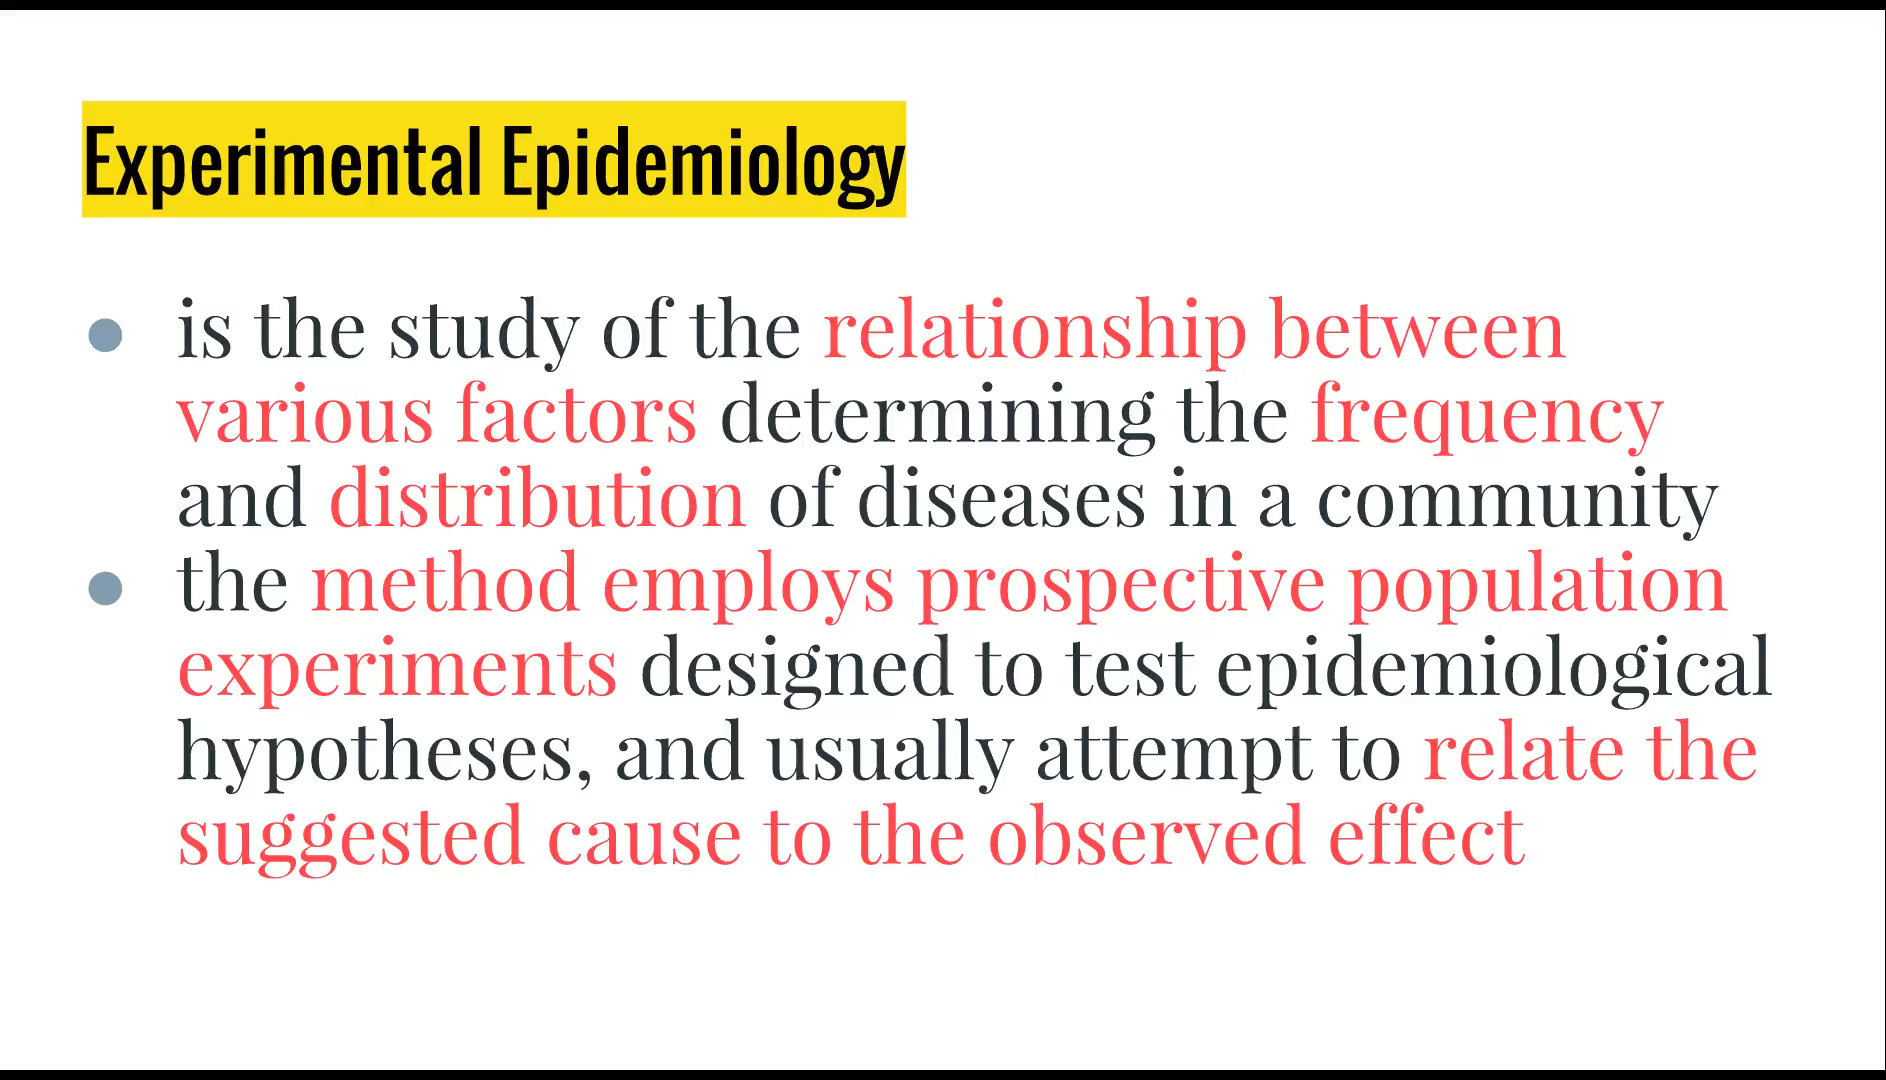 Experimental Epidemiology
● is the study of the relationship between
various factors determining the frequency
and distribution of diseases in a community
● the method employs prospective population
experiments designed to test epidemiological
hypotheses, and usually attempt to relate the
suggested cause to the observed effect